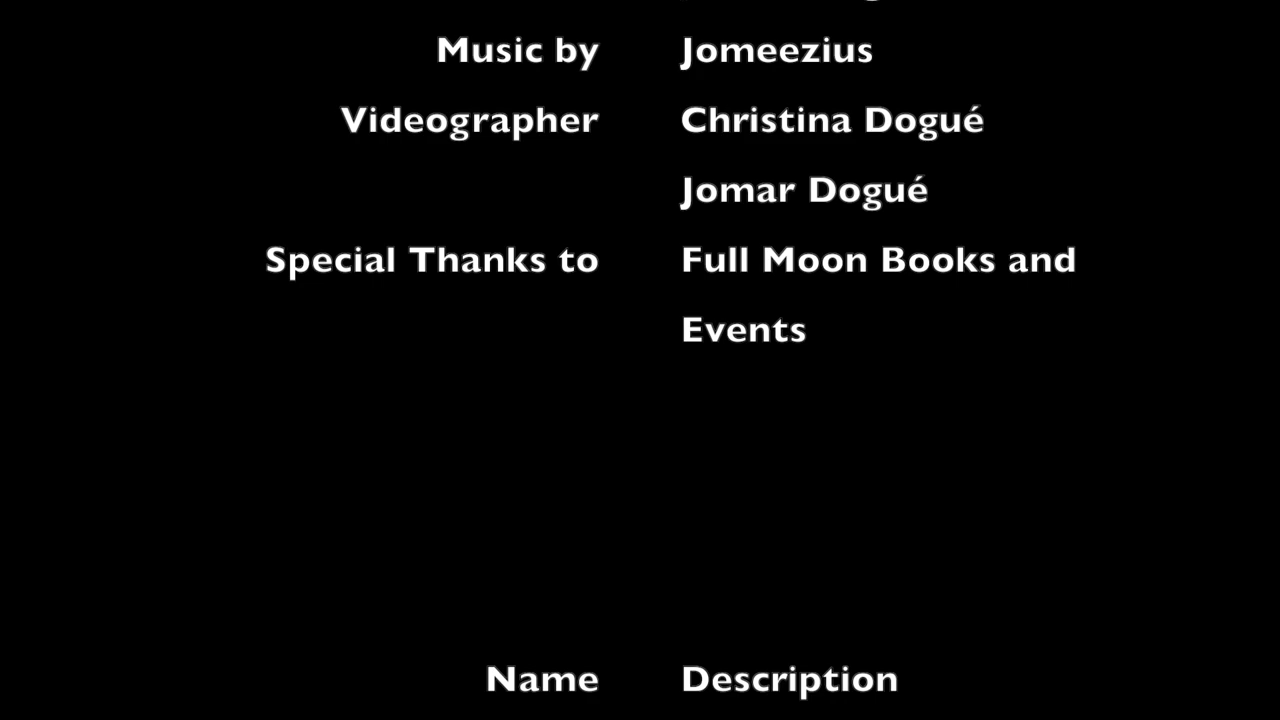 Music by Jomeezius
Videographer Christina Dogué
Jomar Dogué
Special Thanks to Full Moon Books and
Events
Name Description